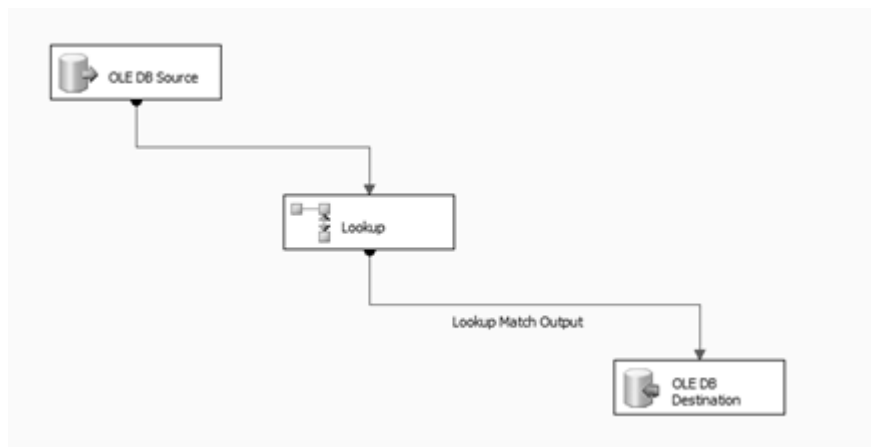 OLE DB Source
Lookup
Lookup Match Output
OLE DB
Destination